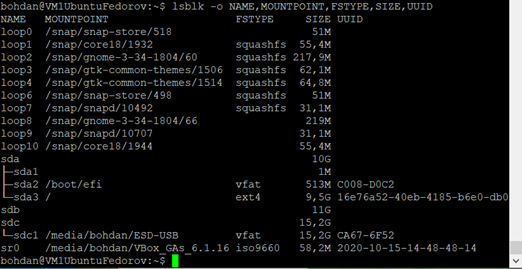 bohdan@VM1UbuntuFedorov:~$ lsblk -o NAME,MOUNTPOINT,FSTYPE,SIZE,UUID
NAME MOUNTPOINT FSTYPE SIZE UUID
loop0 /snap/snap-store/518 51M
loop1 /snap/core18/1932 squashfs 55,4M
loop2 /snap/gnome-3-34-1804/60 squashfs 217,9M
loop3 /snap/gtk-common-themes/1506 squashfs 62,1M
loop4 /snap/gtk-common-themes/1514 squashfs 64,8M
loop6 /snap/snap-store/498 squashfs 51M
loop7 /snap/snapd/10492 squashfs 31,1M
loop8 /snap/gnome-3-34-1804/66 219M
loop9 /snap/snapd/10707 31,1M
loop10 /snap/core18/1944 55,4M
sda 10G
├─sda1 1M
├─sda2 /boot/efi vfat 513M C008-D0C2
└─sda3 / ext4 9,5G 16e76a52-40eb-4185-b6e0-db0
sdb 11G
sdc 15,2G
└─sdc1 /media/bohdan/ESD-USB vfat 15,2G CA67-6F52
sr0 /media/bohdan/VBox_GAs_6.1.16 iso9660 58,2M 2020-10-15-14-48-14
bohdan@VM1UbuntuFedorov:~$